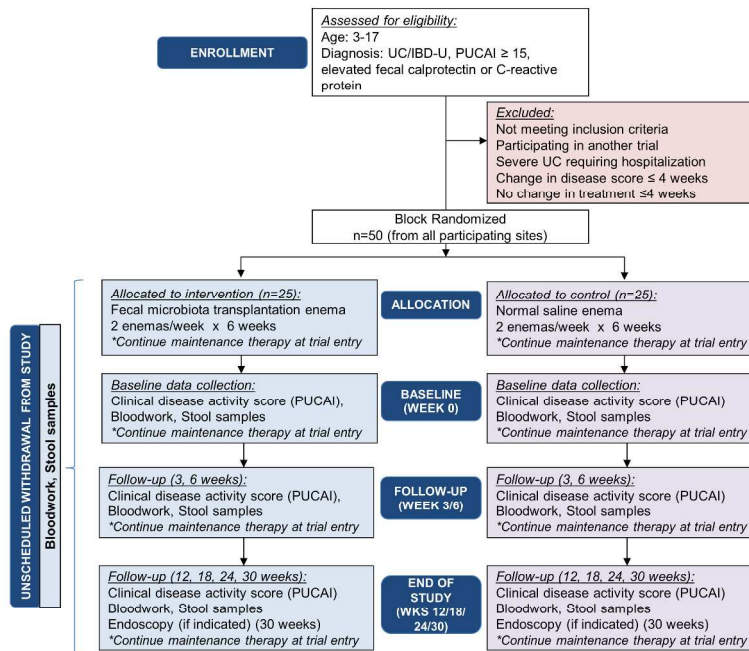 Assessed for eligibility:
Age: 3-17
Diagnosis: UC/IBD-U, PUCAI ≥ 15,
elevated fecal calprotectin or C-reactive
protein
ENROLLMENT
Excluded:
Not meeting inclusion criteria
Participating in another trial
Severe UC requiring hospitalization
Change in disease score ≤ 4 weeks
No change in treatment ≤4 weeks
Block Randomized
n=50 (from all participating sites)
UNSCHEDULED WITHDRAWAL FROM STUDY
Bloodwork, Stool samples
Allocated to intervention (n=25):
Fecal microbiota transplantation enema
2 enemas/week x 6 weeks
*Continue maintenance therapy at trial entry
ALLOCATION
Allocated to control (n=25):
Normal saline enema
2 enemas/week x 6 weeks
*Continue maintenance therapy at trial entry
Baseline data collection:
Clinical disease activity score (PUCAI),
Bloodwork, Stool samples
*Continue maintenance therapy at trial entry
BASELINE
(WEEK 0)
Baseline data collection:
Clinical disease activity score (PUCAI)
Bloodwork, Stool samples
*Continue maintenance therapy at trial entry
Follow-up (3, 6 weeks):
Clinical disease activity score (PUCAI),
Bloodwork, Stool samples
*Continue maintenance therapy at trial entry
FOLLOW-UP
(WEEK 3/6)
Follow-up (3, 6 weeks):
Clinical disease activity score (PUCAI)
Bloodwork, Stool samples
*Continue maintenance therapy at trial entry
Follow-up (12, 18, 24, 30 weeks):
Clinical disease activity score (PUCAI)
Bloodwork, Stool samples
Endoscopy (if indicated) (30 weeks)
*Continue maintenance therapy at trial entry
END OF
STUDY
(WKS 12/18/
24/30)
Follow-up (12, 18, 24, 30 weeks):
Clinical disease activity score (PUCAI)
Bloodwork, Stool samples
Endoscopy (if indicated) (30 weeks)
*Continue maintenance therapy at trial entry